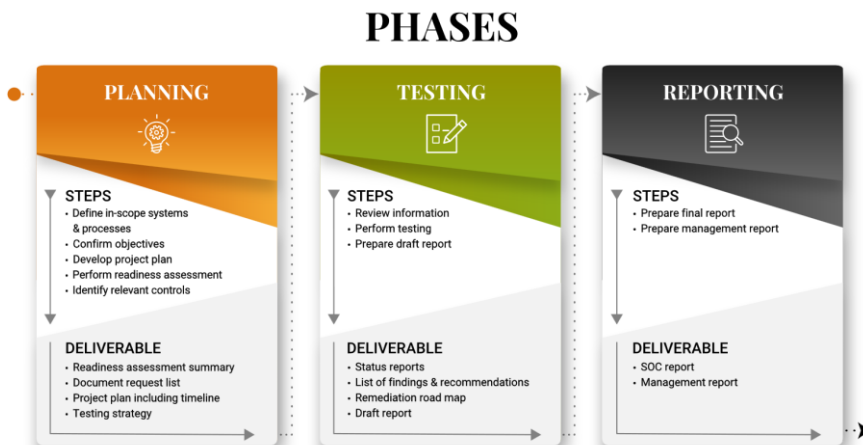 PHASES
PLANNING
STEPS
• Define in-scope systems
& processes
• Confirm objectives
• Develop project plan
• Perform readiness assessment
• Identify relevant controls
DELIVERABLE
• Readiness assessment summary
• Document request list
• Project plan including timeline
• Testing strategy
TESTING
STEPS
• Review information
• Perform testing
• Prepare draft report
DELIVERABLE
• Status reports
• List of findings & recommendations
• Remediation road map
• Draft report
REPORTING
STEPS
• Prepare final report
• Prepare management report
DELIVERABLE
• SOC report
• Management report